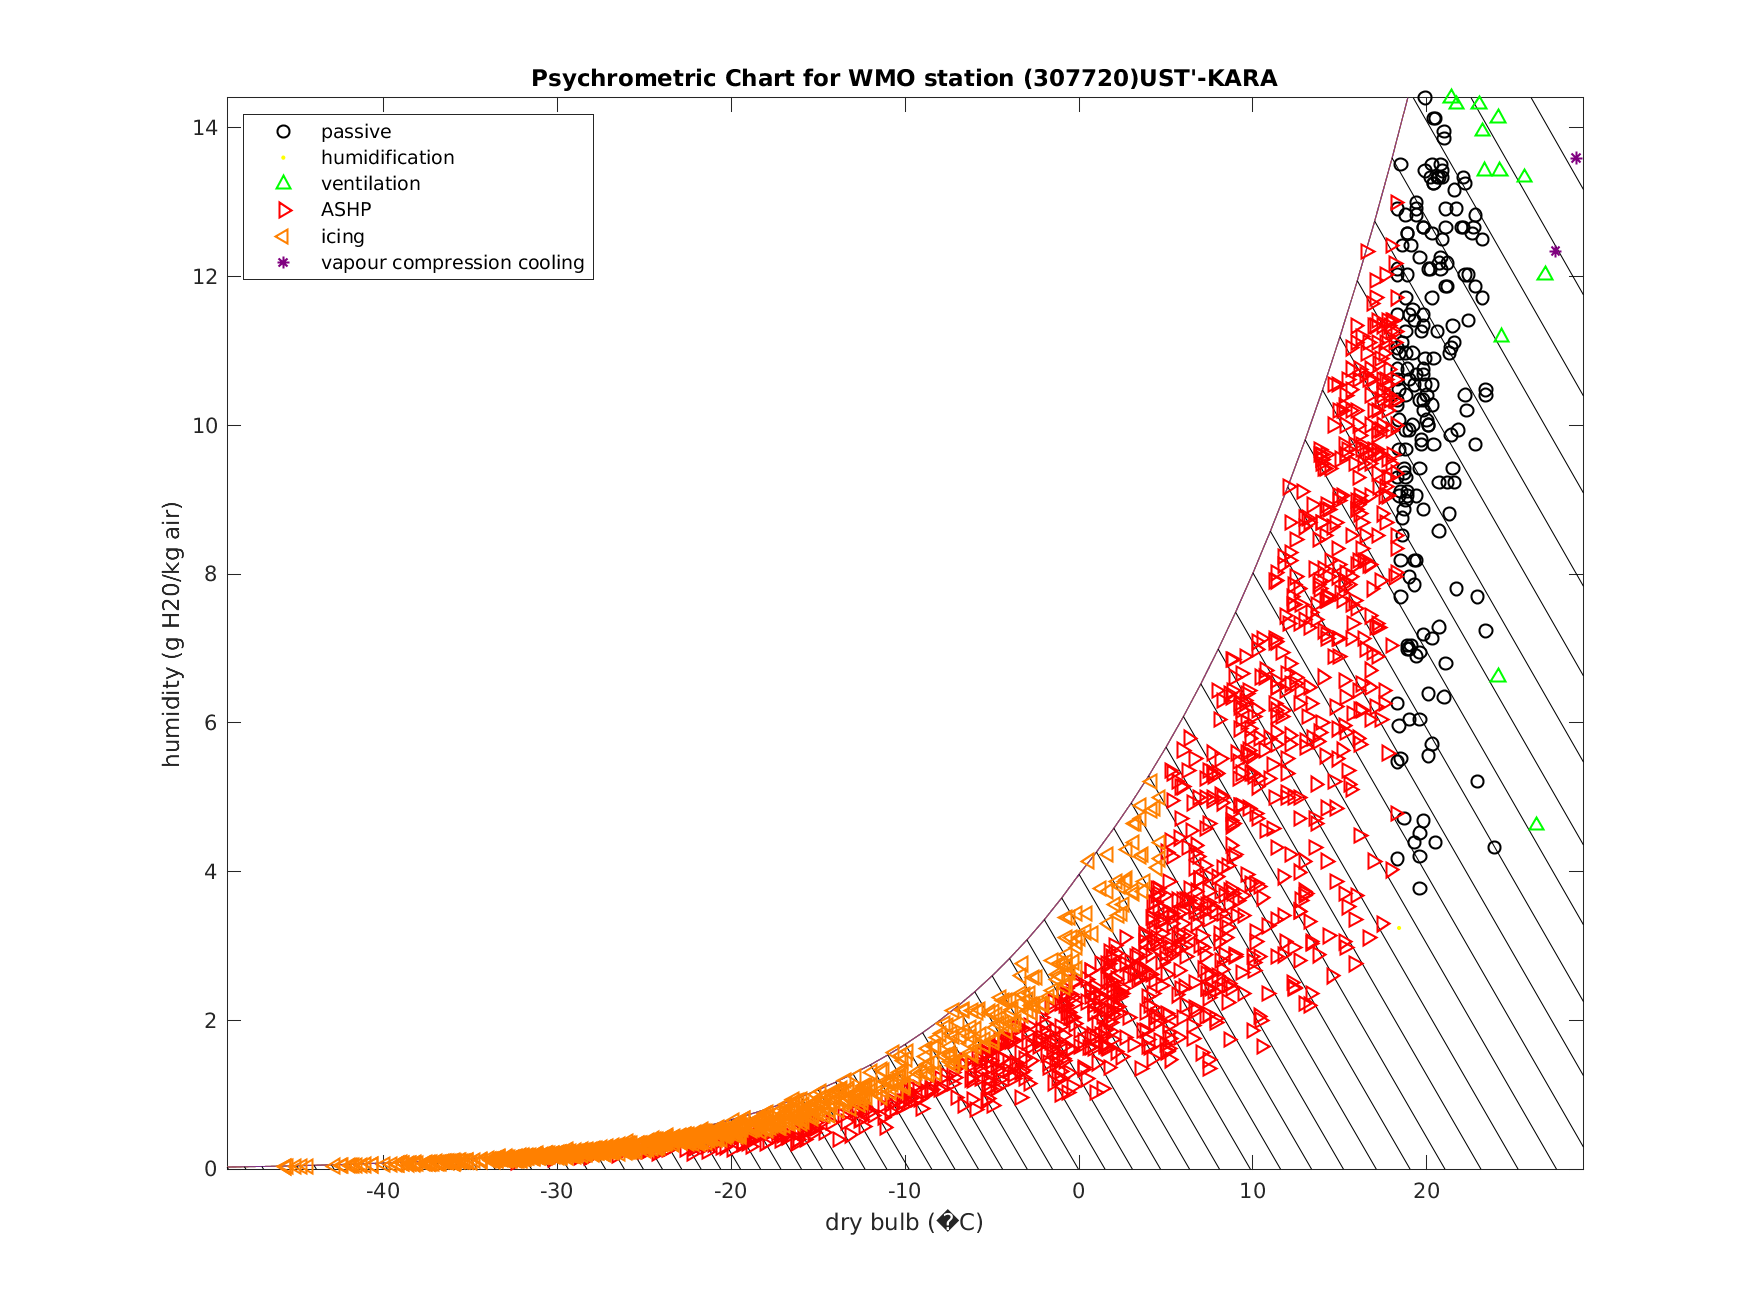 Psychrometric Chart for WMO station (307720)UST'-KARA
14
12
10
8
6
4
2
0
humidity (g H20/kg air)
passive
humidification
ventilation
ASHP
icing
vapour compression cooling
-40 -30 -20 -10 0 10 20
dry bulb (�C)